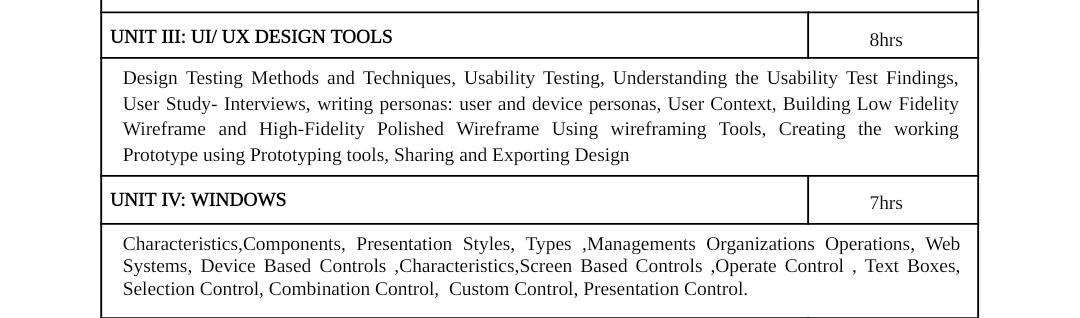 UNIT III: UI/ UX DESIGN TOOLS
8hrs
Design Testing Methods and Techniques, Usability Testing, Understanding the Usability Test Findings,
User Study- Interviews, writing personas: user and device personas, User Context, Building Low Fidelity
Wireframe and High-Fidelity Polished Wireframe Using wireframing Tools, Creating the working
Prototype using Prototyping tools, Sharing and Exporting Design
UNIT IV: WINDOWS
7hrs
Characteristics,Components, Presentation Styles, Types ,Managements Organizations Operations, Web
Systems, Device Based Controls ,Characteristics,Screen Based Controls ,Operate Control , Text Boxes,
Selection Control, Combination Control, Custom Control, Presentation Control.